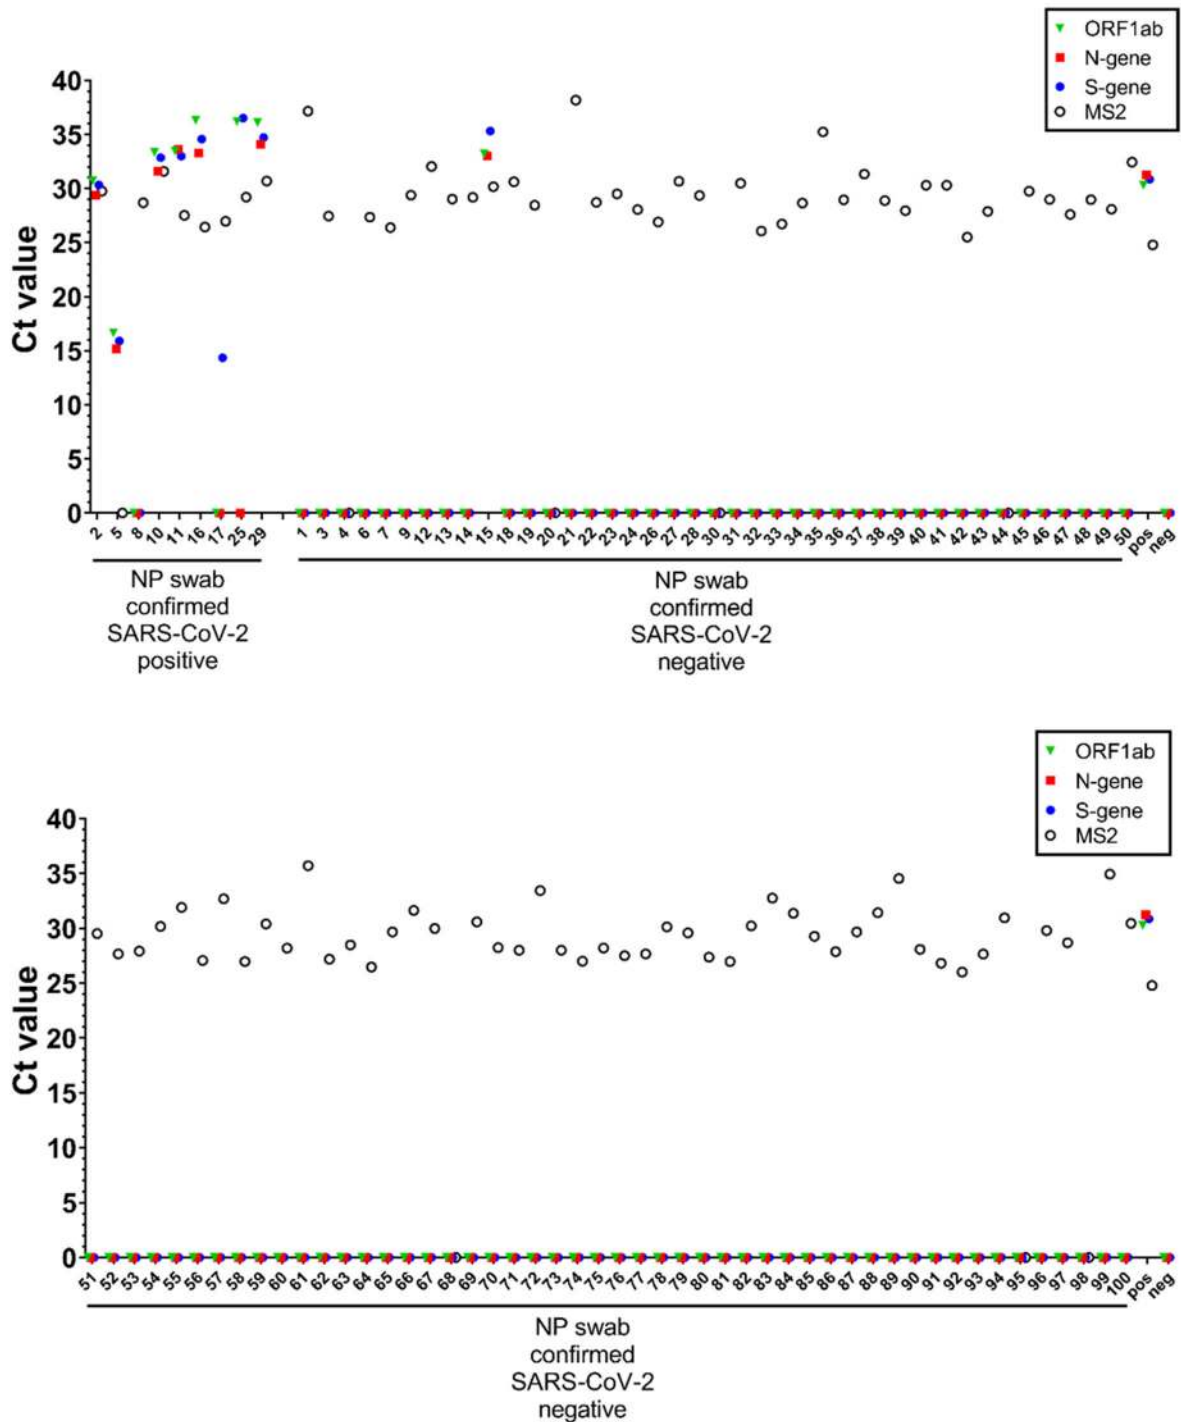 ORF1ab
N-gene
S-gene
MS2
40
35
30
25
20
15
10
5
0
Ct value
2 5 8 10 11 16 17 25 29 1 3 4 6 7 9 12 13 14 15 18 19 20 21 22 23 24 26 27 28 30 31 32 33 34 35 36 37 38 39 40 41 42 43 44 45 46 47 48 49 50 pos neg
NP swab
confirmed
SARS-CoV-2
positive
NP swab
confirmed
SARS-CoV-2
negative
ORF1ab
N-gene
S-gene
MS2
40
35
30
25
20
15
10
5
0
Ct value
51 52 53 54 55 56 57 58 59 60 61 62 63 64 65 66 67 68 69 70 71 72 73 74 75 76 77 78 79 80 81 82 83 84 85 86 87 88 89 90 91 92 93 94 95 96 97 98 99 100 pos neg
NP swab
confirmed
SARS-CoV-2
negative